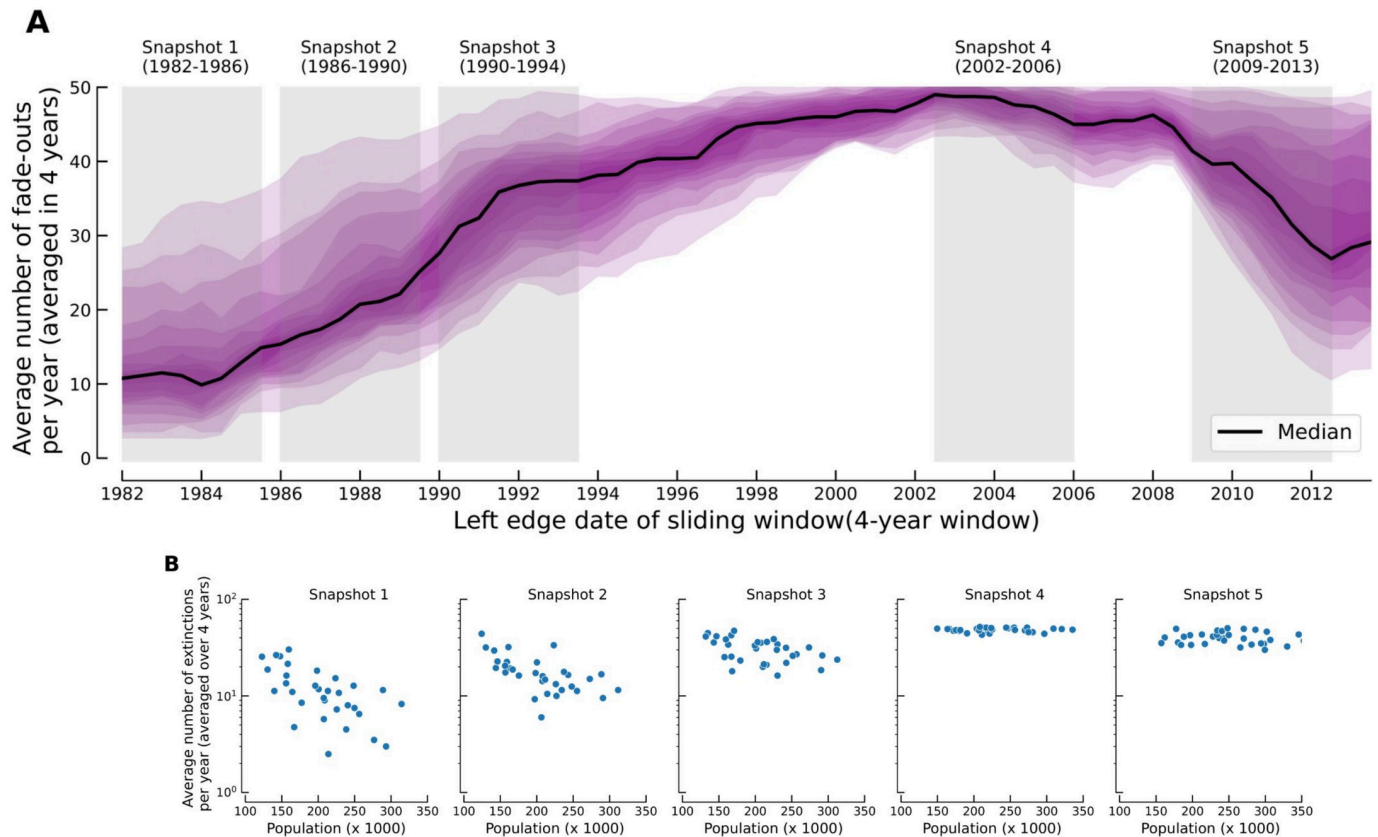 A
Snapshot 1
(1982-1986)
Snapshot 2
(1986-1990)
Snapshot 3
(1990-1994)
Snapshot 4
(2002-2006)
Snapshot 5
(2009-2013)
Average number of fade-outs
per year (averaged in 4 years)
50
40
30
20
10
0
Median
1982 1984 1986 1988 1990 1992 1994 1996 1998 2000 2002 2004 2006 2008 2010 2012
Left edge date of sliding window(4-year window)
B
Average number of extinctions
per year (averaged over 4 years)
Snapshot 1 Snapshot 2 Snapshot 3 Snapshot 4 Snapshot 5
10²
10¹
10⁰
100 150 200 250 300 350 100 150 200 250 300 350 100 150 200 250 300 350 100 150 200 250 300 350 100 150 200 250 300 350
Population (x 1000) Population (x 1000) Population (x 1000) Population (x 1000) Population (x 1000)